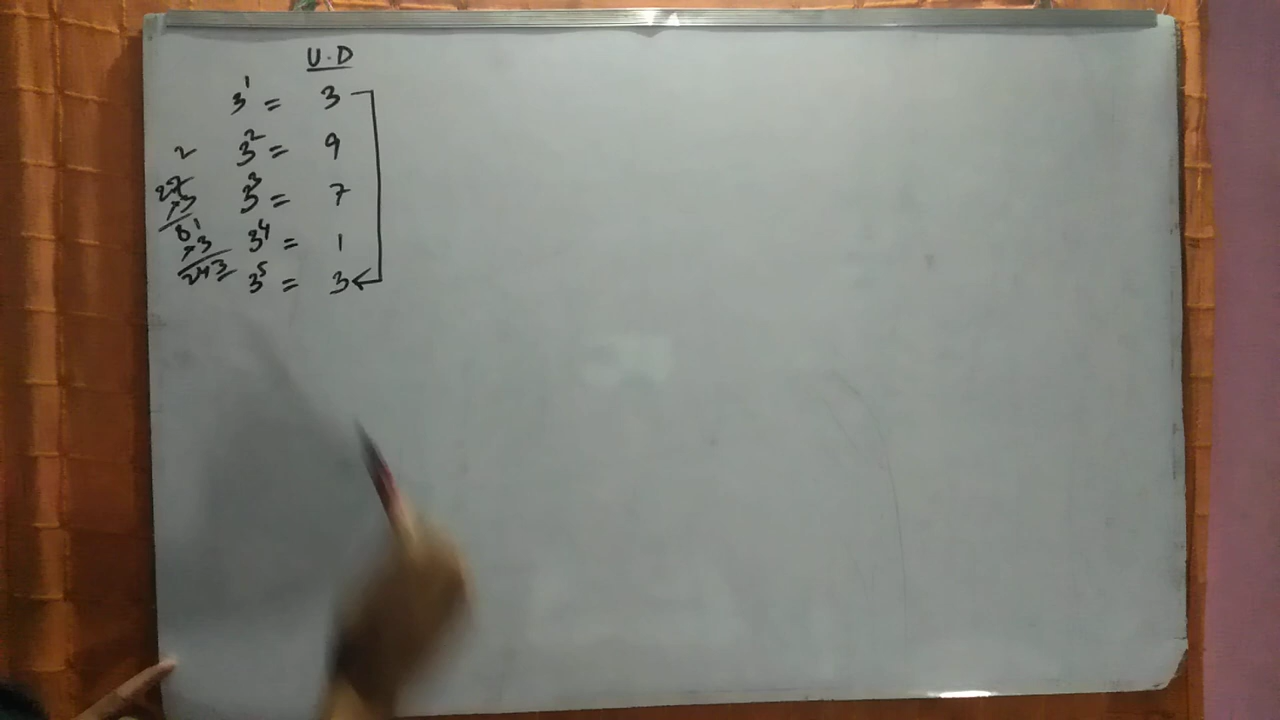 U.D
3¹ = 3
2 3² = 9
27 3³ = 7
×3
81 3⁴ = 1
×3
243 3⁵ = 3